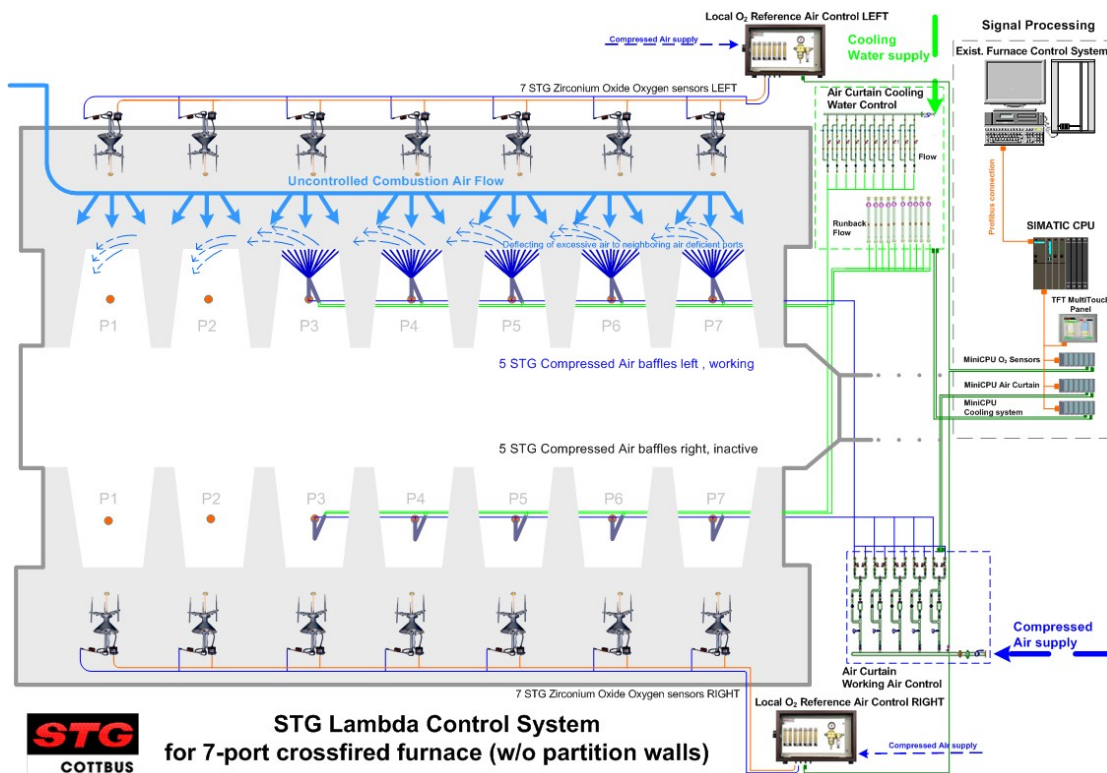 Local O₂ Reference Air Control LEFT
Compressed Air supply
Cooling
Water supply
Signal Processing
Exist. Furnace Control System
7 STG Zirconium Oxide Oxygen sensors LEFT
Air Curtain Cooling
Water Control
Flow
Runback
Flow
Profibus connection
SIMATIC CPU
TFT MultiTouch
Panel
MiniCPU O₂ Sensors
MiniCPU Air Curtain
MiniCPU
Cooling system
Uncontrolled Combustion Air Flow
Deflecting of excessive air to neighboring air deficient ports
P1 P2 P3 P4 P5 P6 P7
5 STG Compressed Air baffles left , working
5 STG Compressed Air baffles right, inactive
P1 P2 P3 P4 P5 P6 P7
Compressed
Air supply
Air Curtain
Working Air Control
7 STG Zirconium Oxide Oxygen sensors RIGHT
Local O₂ Reference Air Control RIGHT
Compressed Air supply
STG
COTTBUS
STG Lambda Control System
for 7-port crossfired furnace (w/o partition walls)